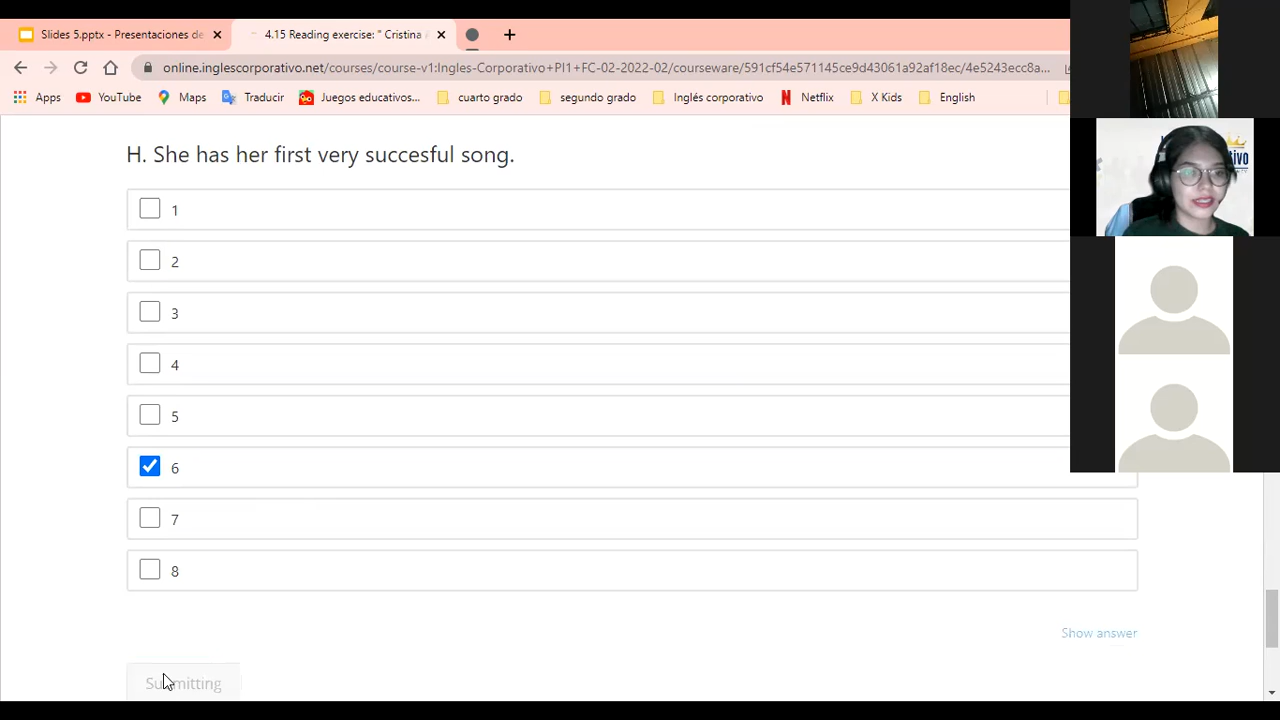 Slides 5.pptx - Presentaciones de
4.15 Reading exercise: " Cristina
online.inglescorporativo.net/courses/course-v1:Ingles-Corporativo+PI1+FC-02-2022-02/courseware/591cf54e571145ce9d43061a92af18ec/4e5243ecc8a...
Apps YouTube Maps Traducir Juegos educativos... cuarto grado segundo grado Inglés corporativo Netflix X Kids English
H. She has her first very succesful song.
1
2
3
4
5
6
7
8
Show answer
Submitting